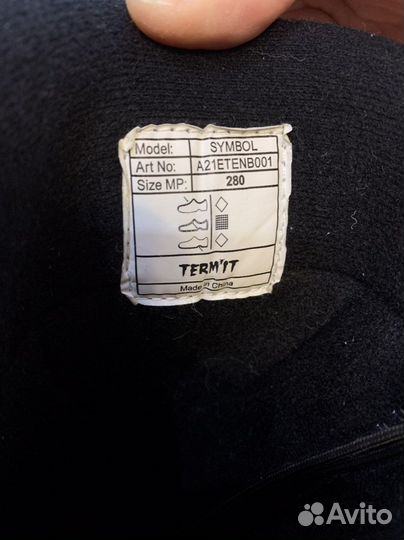 Model: SYMBOL
Art No: A21ETENB001
Size MP: 280
TERM'IT
Made in China
Avito